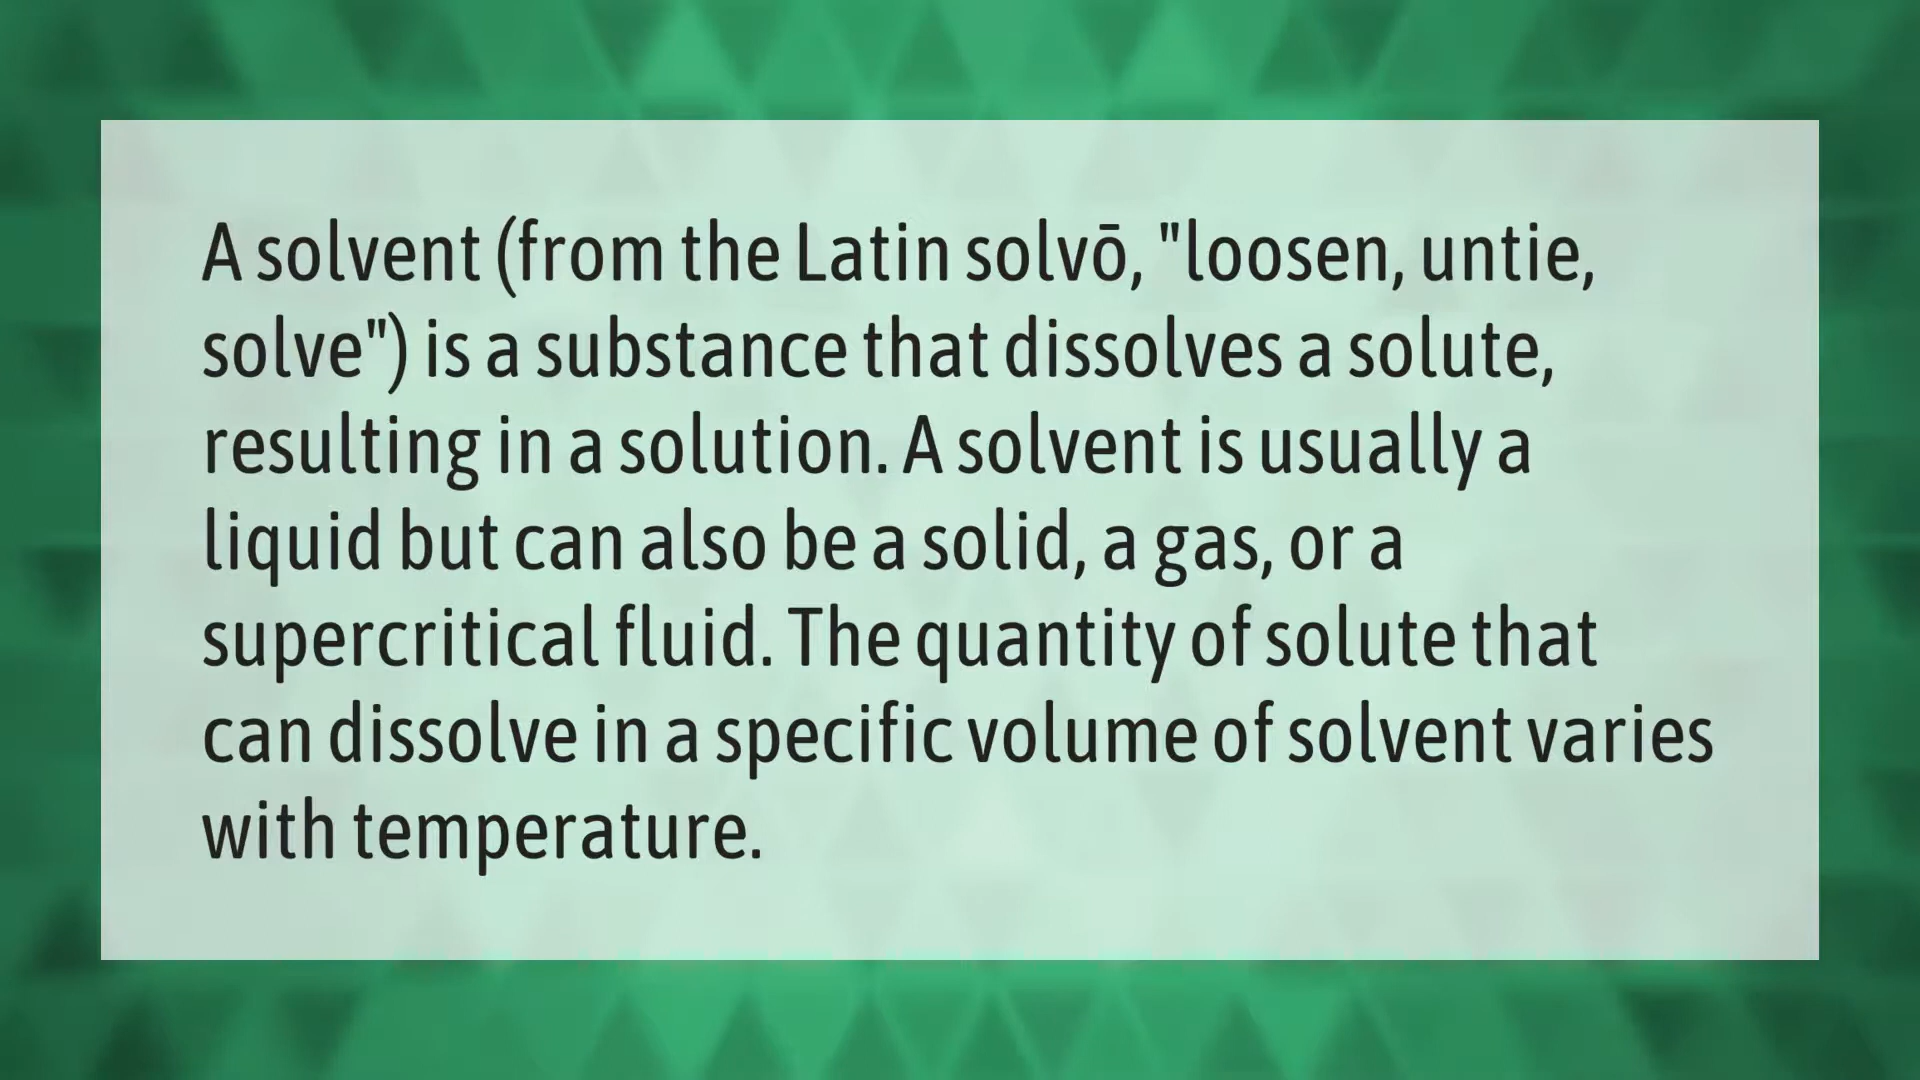 A solvent (from the Latin solvō, "loosen, untie,
solve") is a substance that dissolves a solute,
resulting in a solution. A solvent is usually a
liquid but can also be a solid, a gas, or a
supercritical fluid. The quantity of solute that
can dissolve in a specific volume of solvent varies
with temperature.